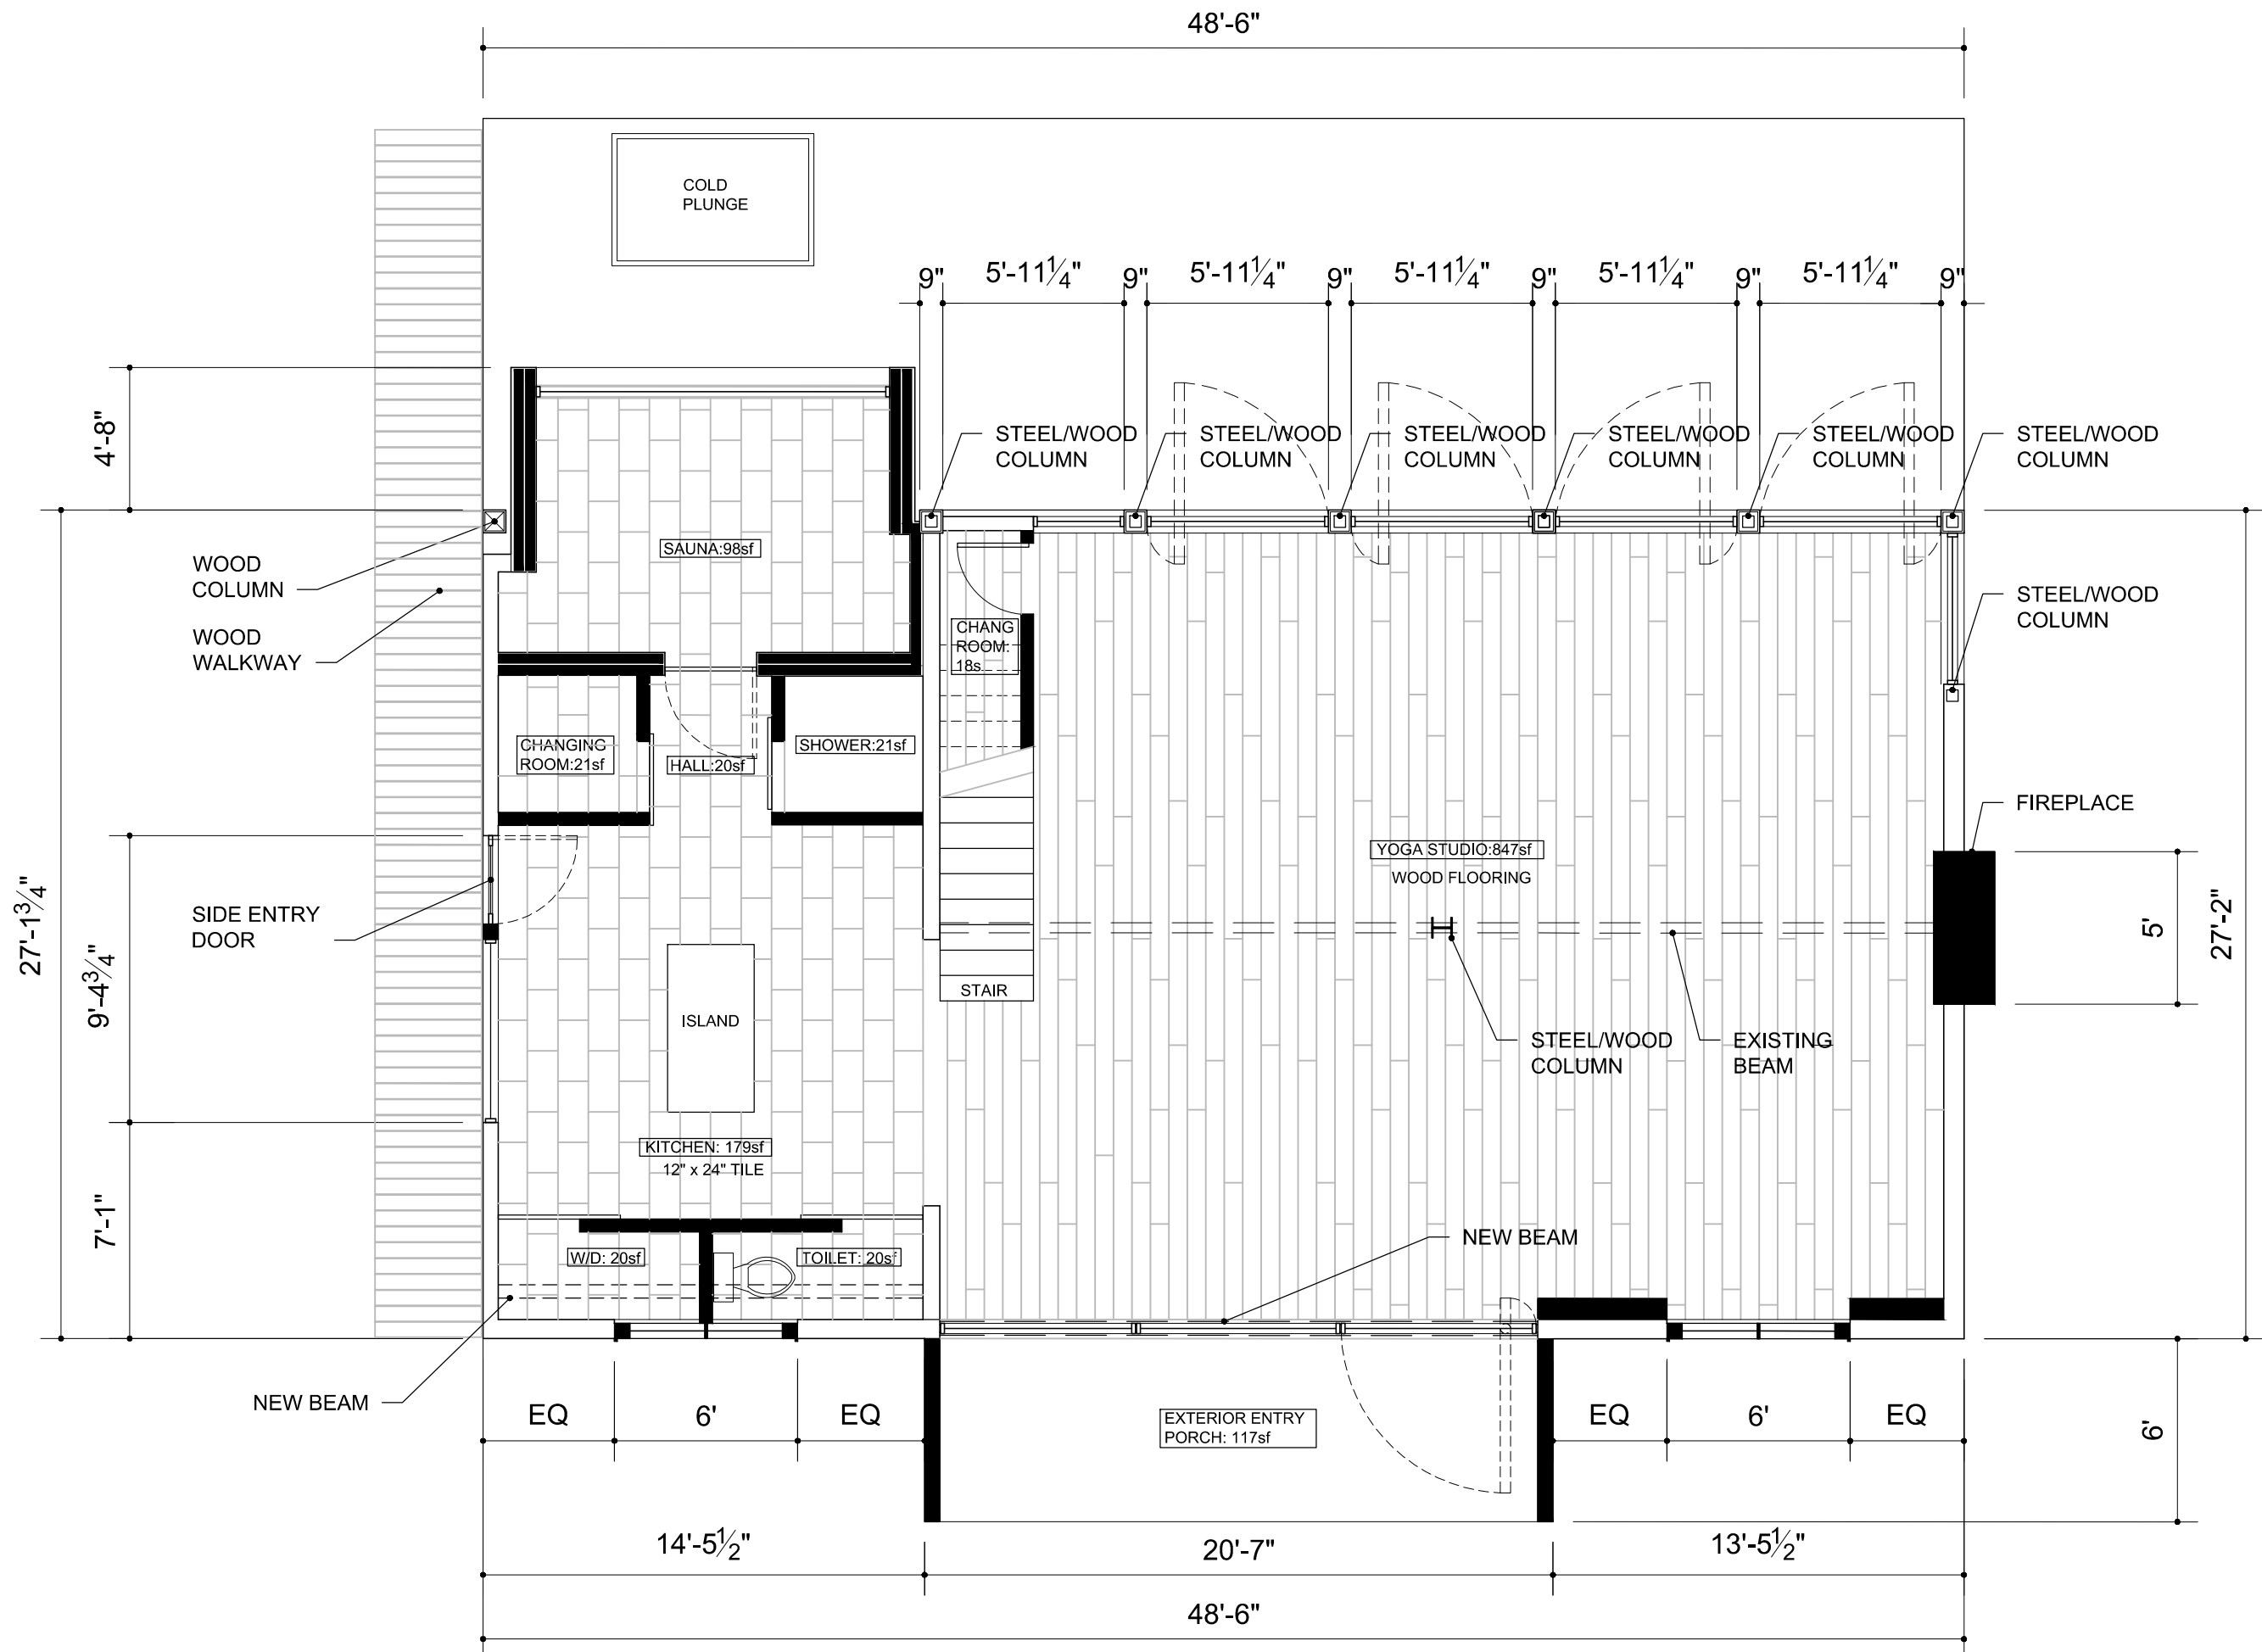 48'-6"
COLD
PLUNGE
9" 5'-11¼" 9" 5'-11¼" 9" 5'-11¼" 9" 5'-11¼" 9" 5'-11¼" 9"
4'-8"
STEEL/WOOD
COLUMN
STEEL/WOOD
COLUMN
STEEL/WOOD
COLUMN
STEEL/WOOD
COLUMN
STEEL/WOOD
COLUMN
STEEL/WOOD
COLUMN
SAUNA:98sf
WOOD
COLUMN
STEEL/WOOD
COLUMN
WOOD
WALKWAY
CHANG
ROOM:
18s
CHANGING
ROOM:21sf
HALL:20sf
SHOWER:21sf
FIREPLACE
YOGA STUDIO:847sf
WOOD FLOORING
SIDE ENTRY
DOOR
27'-1¾"
9'-4¾"
5'
27'-2"
STAIR
ISLAND
STEEL/WOOD
COLUMN
EXISTING
BEAM
KITCHEN: 179sf
12" x 24" TILE
7'-1"
W/D: 20sf
TOILET: 20sf
NEW BEAM
NEW BEAM
EQ 6' EQ
EXTERIOR ENTRY
PORCH: 117sf
EQ 6' EQ
6'
14'-5½" 20'-7" 13'-5½"
48'-6"